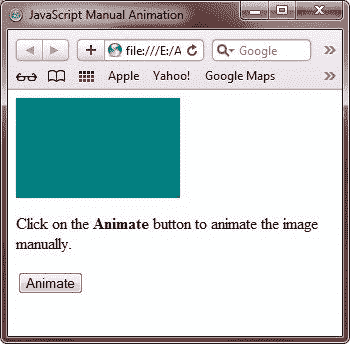 JavaScript Manual Animation
file:///E:/A
Google
Apple Yahoo! Google Maps
Click on the Animate button to animate the image
manually.
Animate